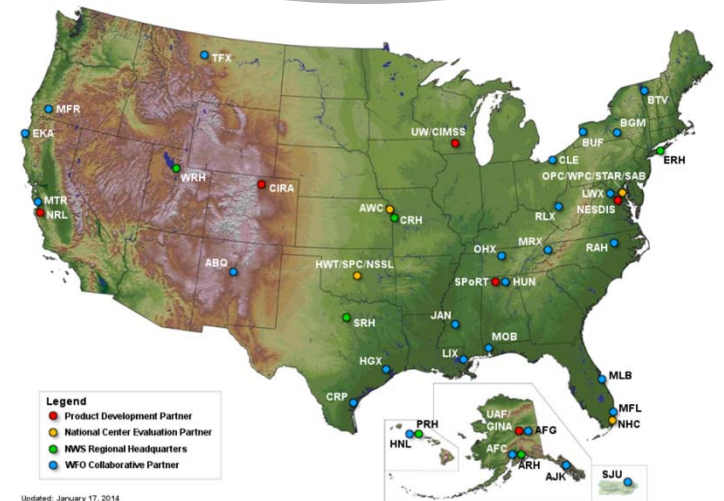 TFX
MFR
EKA
BTV
BGM
BUF
UW/CIMSS
ERH
CLE
WRH
CIRA
OPC/WPC/STAR/SAB
LWX
NESDIS
MTR
NRL
AWC
CRH
RLX
RAH
MRX
OHX
ABQ
HWT/SPC/NSSL
SPoRT
HUN
SRH
JAN
MOB
LIX
HGX
MLB
CRP
MFL
NHC
Legend
Product Development Partner
National Center Evaluation Partner
NWS Regional Headquarters
WFO Collaborative Partner
UAF/
GINA
AFG
PRH
HNL
AFC
ARH
AJK
SJU
Updated: January 17, 2014